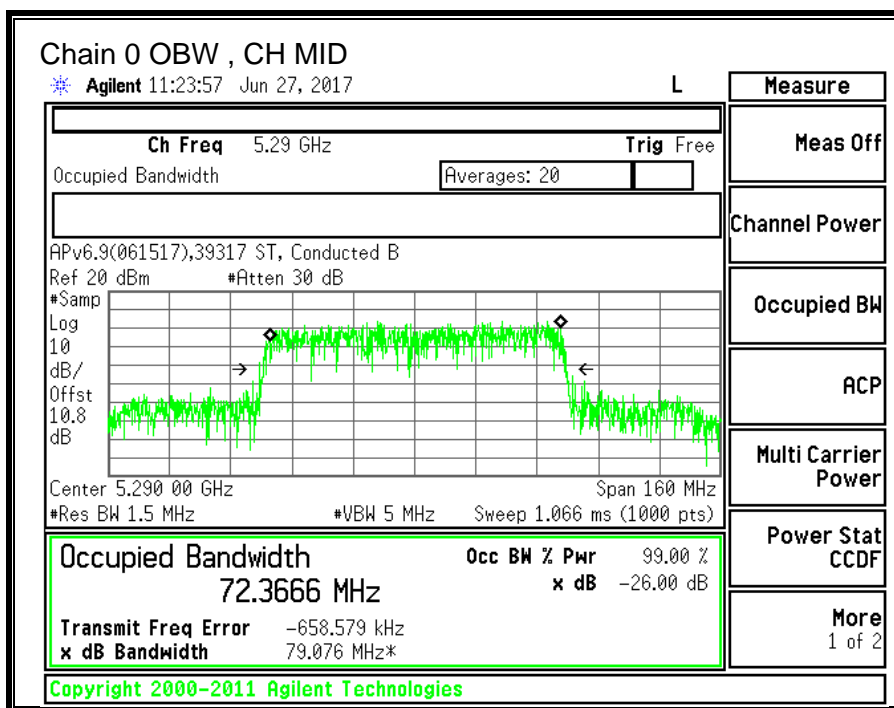 Chain 0 OBW , CH MID
Agilent 11:23:57 Jun 27, 2017 L
Measure
Ch Freq 5.29 GHz Trig Free
Occupied Bandwidth Averages: 20
APv6.9(061517),39317 ST, Conducted B
Ref 20 dBm #Atten 30 dB
#Samp
Log
10
dB/
Offst
10.8
dB
Center 5.290 00 GHz Span 160 MHz
#Res BW 1.5 MHz #VBW 5 MHz Sweep 1.066 ms (1000 pts)
Occupied Bandwidth Occ BW % Pwr 99.00 %
72.3666 MHz x dB -26.00 dB
Transmit Freq Error -658.579 kHz
x dB Bandwidth 79.076 MHz*
Meas Off
Channel Power
Occupied BW
ACP
Multi Carrier
Power
Power Stat
CCDF
More
1 of 2
Copyright 2000-2011 Agilent Technologies